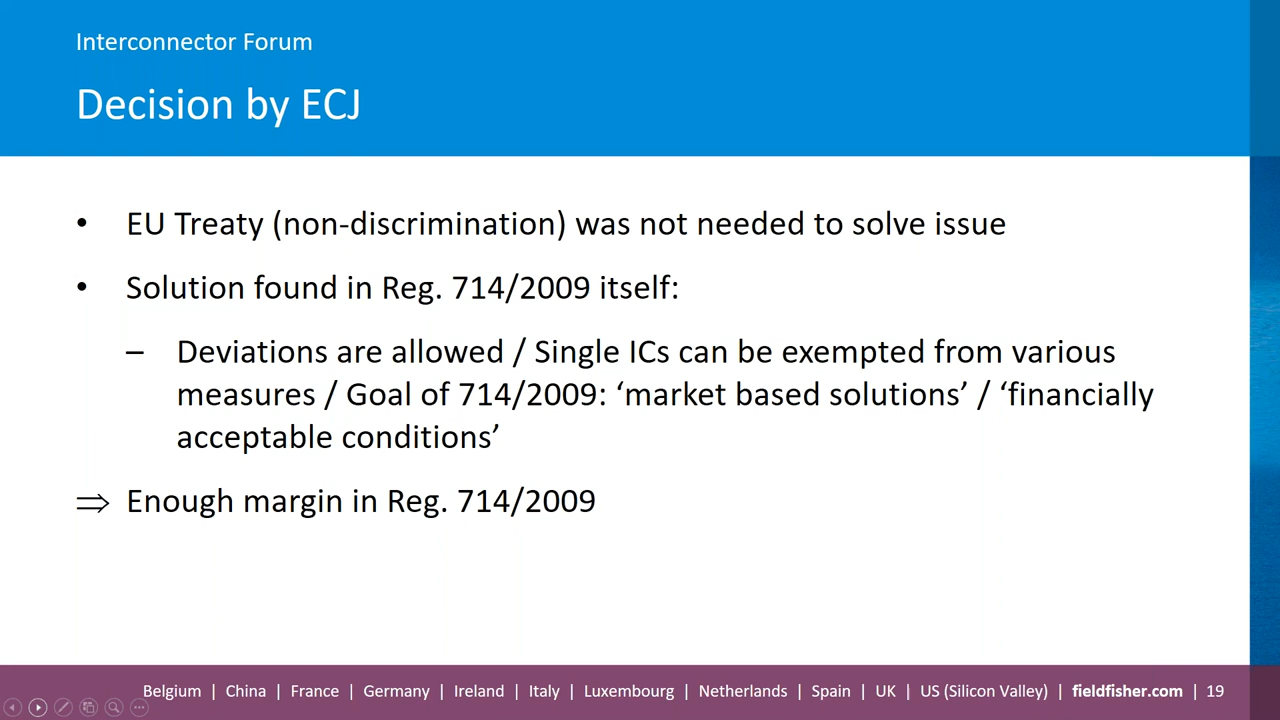 Interconnector Forum
Decision by ECJ
• EU Treaty (non-discrimination) was not needed to solve issue
• Solution found in Reg. 714/2009 itself:
– Deviations are allowed / Single ICs can be exempted from various
measures / Goal of 714/2009: ‘market based solutions’ / ‘financially
acceptable conditions’
⇒ Enough margin in Reg. 714/2009
Belgium | China | France | Germany | Ireland | Italy | Luxembourg | Netherlands | Spain | UK | US (Silicon Valley) | fieldfisher.com | 19